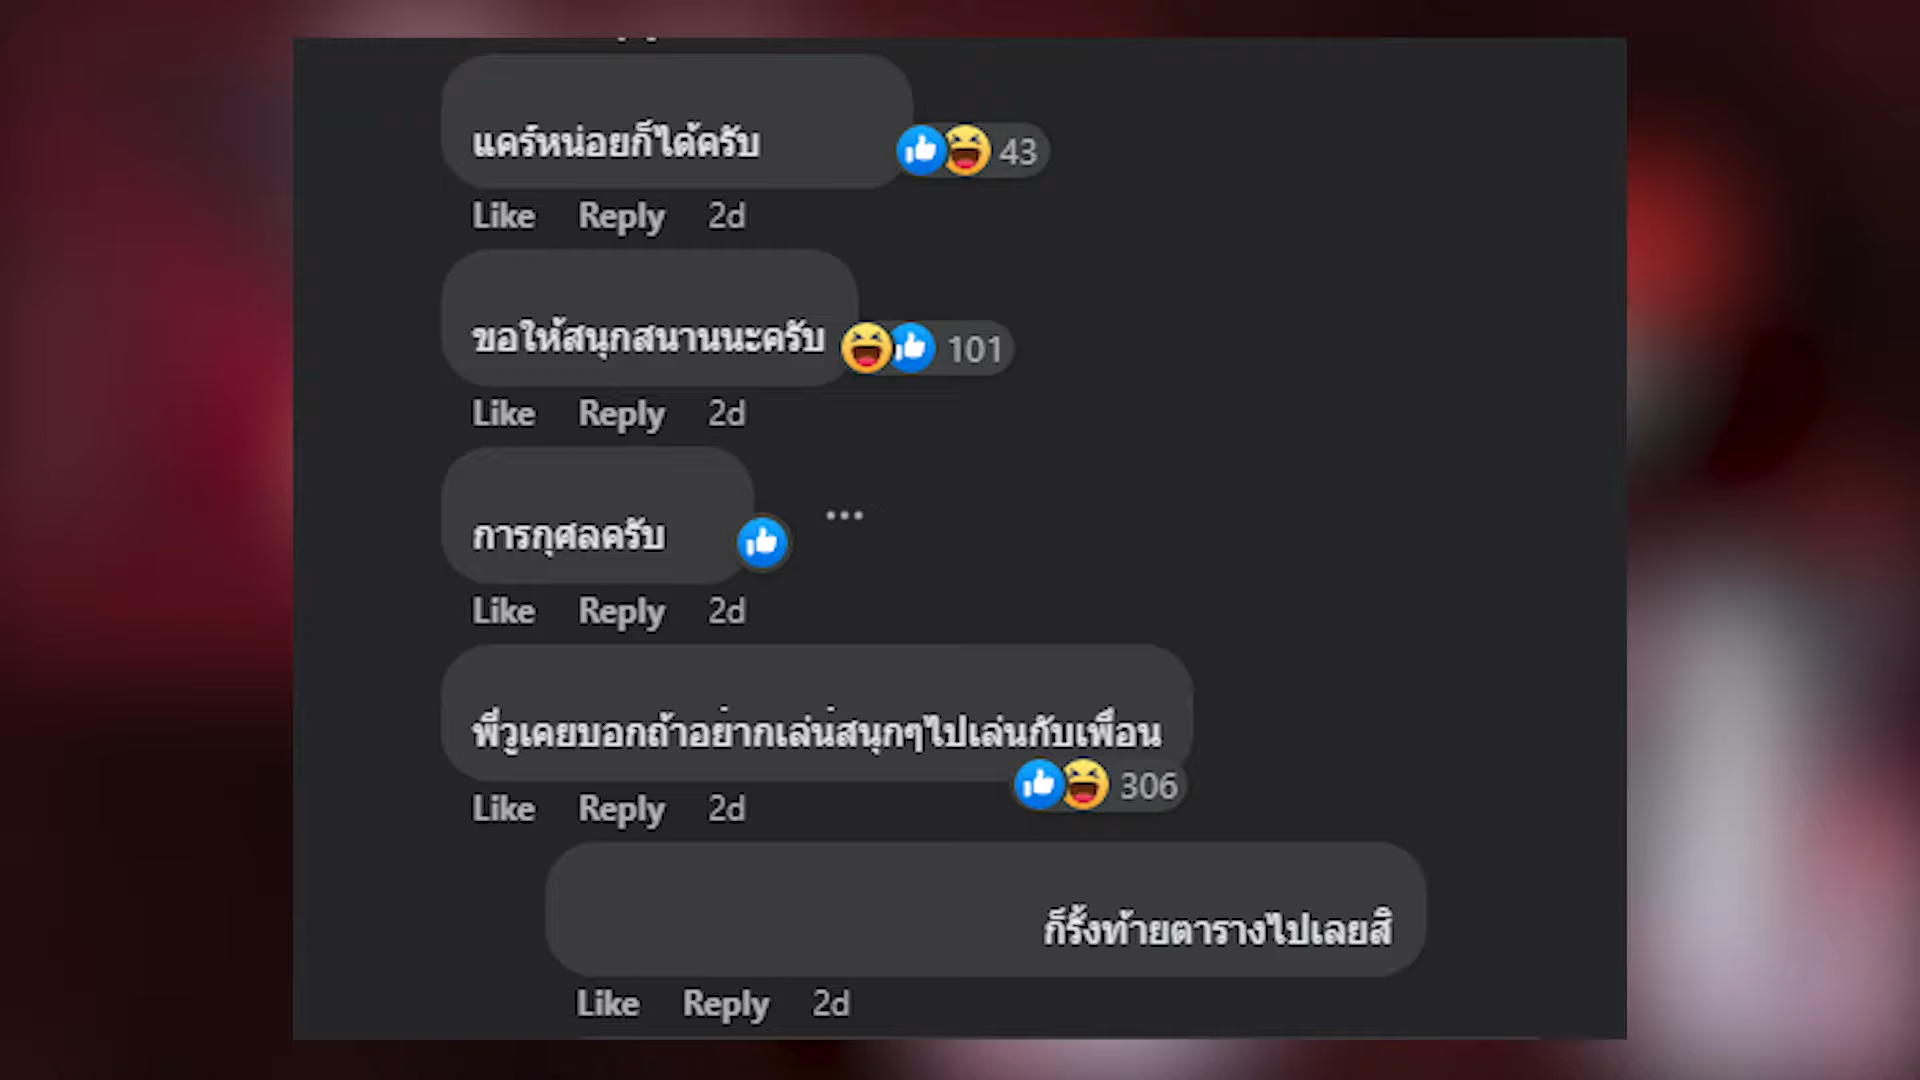 แคร์หน่อยก็ได้ครับ
43
Like Reply 2d
ขอให้สนุกสนานนะครับ
101
Like Reply 2d
การกุศลครับ
Like Reply 2d
พี่วูเคยบอกถ้าอย่ากเล่น่สนุกๆไปเล่นกับเพื่อน
306
Like Reply 2d
ก็รั้งท้ายตารางไปเลยสิ
Like Reply 2d